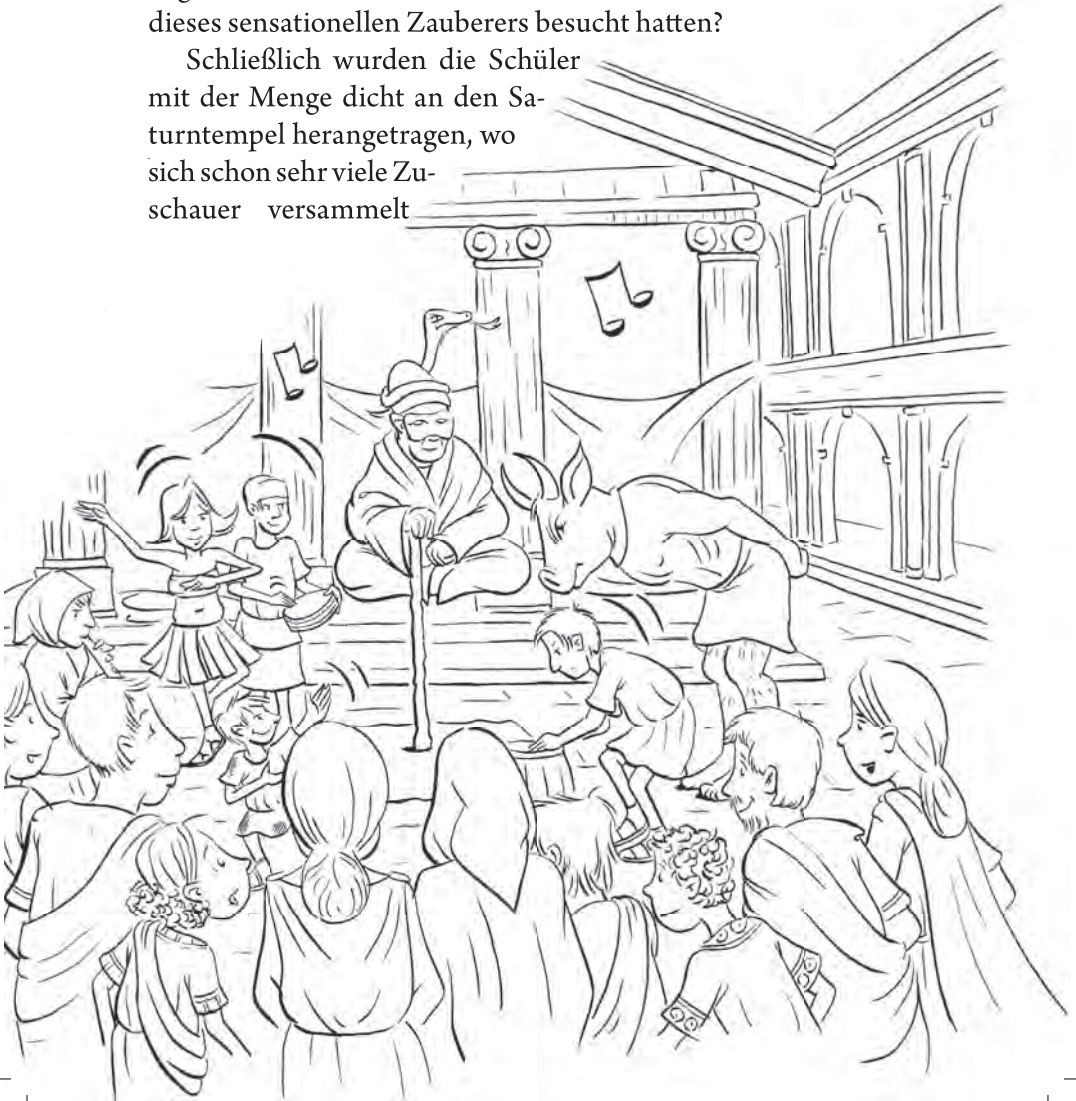 dieses sensationellen Zauberers besucht hatten?
Schließlich wurden die Schüler
mit der Menge dicht an den Sa-
turntempel herangetragen, wo
sich schon sehr viele Zu-
schauer versammelt